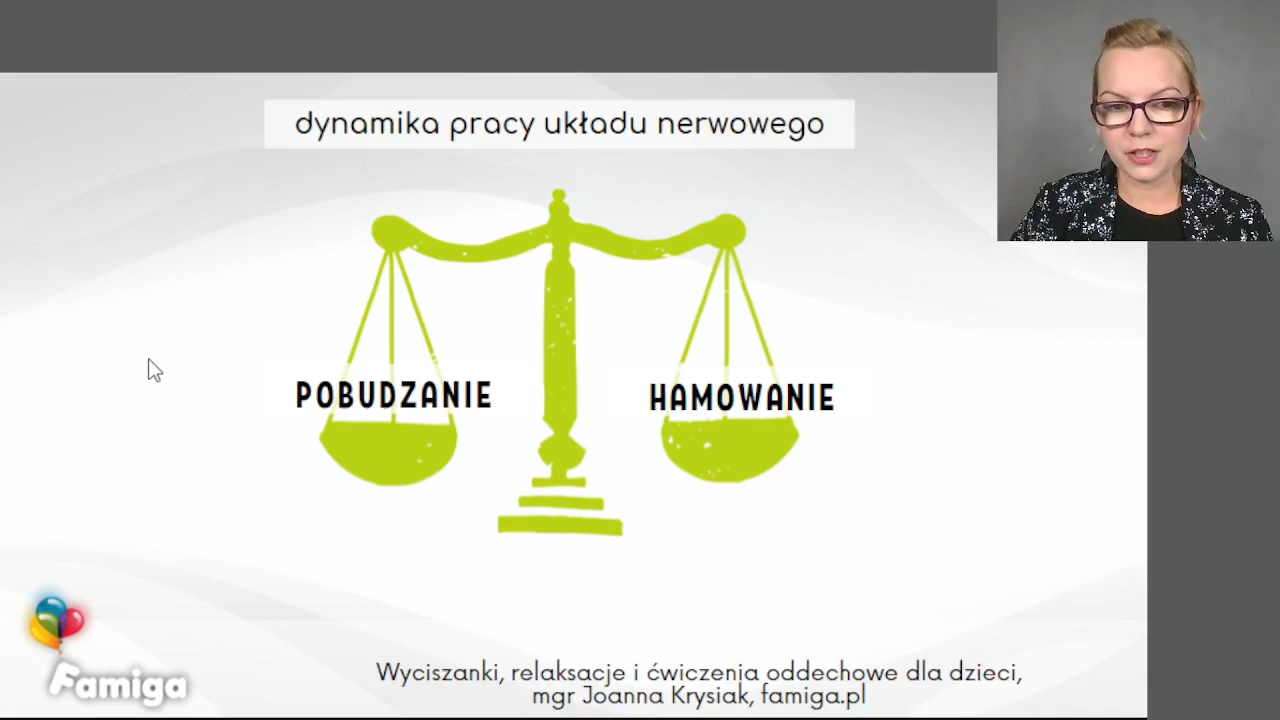 dynamika pracy układu nerwowego
POBUDZANIE
HAMOWANIE
Famiga
Wyciszanki, relaksacje i ćwiczenia oddechowe dla dzieci,
mgr Joanna Krysiak, famiga.pl